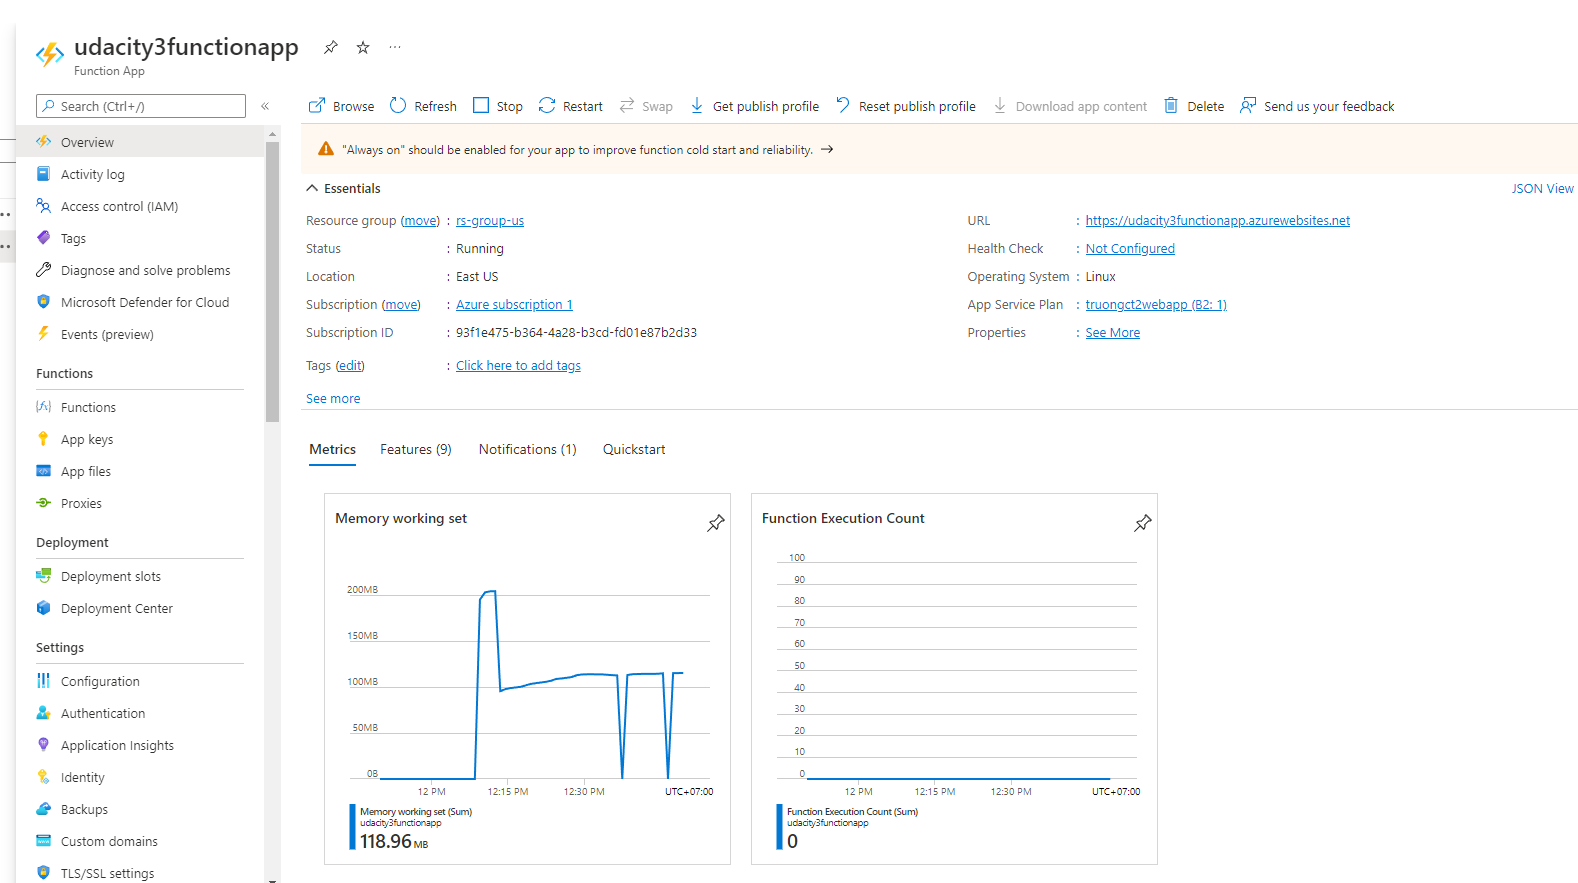 udacity3functionapp
Function App
Search (Ctrl+/)
Overview
Activity log
Access control (IAM)
Tags
Diagnose and solve problems
Microsoft Defender for Cloud
Events (preview)
Functions
Functions
App keys
App files
Proxies
Deployment
Deployment slots
Deployment Center
Settings
Configuration
Authentication
Application Insights
Identity
Backups
Custom domains
TLS/SSL settings
Browse Refresh Stop Restart Swap Get publish profile Reset publish profile Download app content Delete Send us your feedback
"Always on" should be enabled for your app to improve function cold start and reliability. →
Essentials JSON View
Resource group (move) : rs-group-us
Status : Running
Location : East US
Subscription (move) : Azure subscription 1
Subscription ID : 93f1e475-b364-4a28-b3cd-fd01e87b2d33
Tags (edit) : Click here to add tags
See more
URL : https://udacity3functionapp.azurewebsites.net
Health Check : Not Configured
Operating System : Linux
App Service Plan : truongct2webapp (B2: 1)
Properties : See More
Metrics Features (9) Notifications (1) Quickstart
Memory working set
200MB
150MB
100MB
50MB
0B
12 PM 12:15 PM 12:30 PM UTC+07:00
Memory working set (Sum)
udacity3functionapp
118.96 MB
Function Execution Count
100
90
80
70
60
50
40
30
20
10
0
12 PM 12:15 PM 12:30 PM UTC+07:00
Function Execution Count (Sum)
udacity3functionapp
0